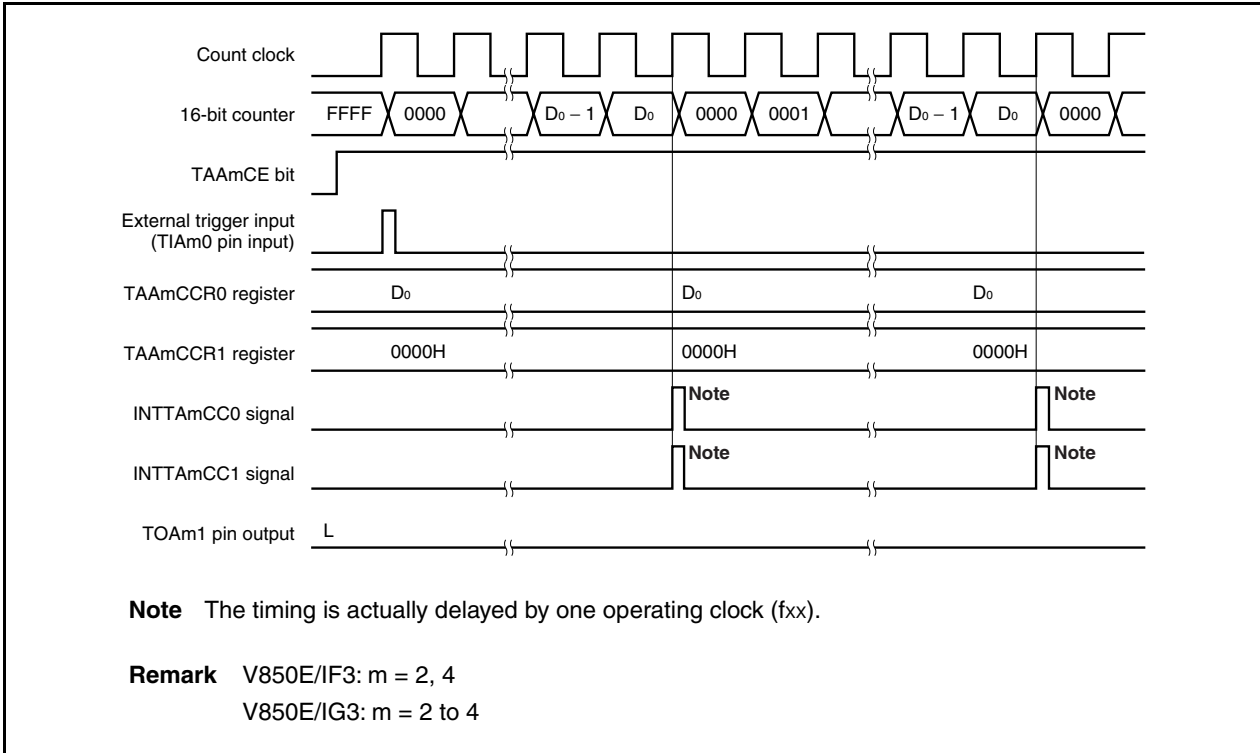 Count clock
16-bit counter FFFF 0000 D0 – 1 D0 0000 0001 D0 – 1 D0 0000
TAAmCE bit
External trigger input
(TIAm0 pin input)
TAAmCCR0 register D0 D0 D0
TAAmCCR1 register 0000H 0000H 0000H
INTTAmCC0 signal Note Note
INTTAmCC1 signal Note Note
TOAm1 pin output L
Note The timing is actually delayed by one operating clock (fxx).
Remark V850E/IF3: m = 2, 4
V850E/IG3: m = 2 to 4